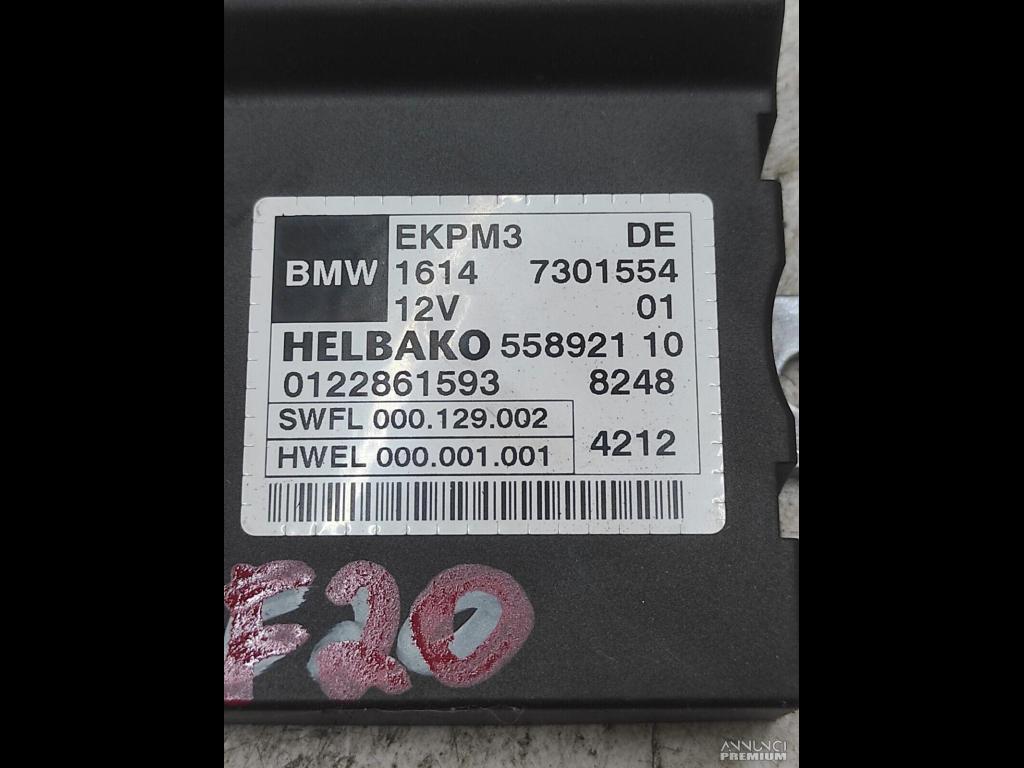 BMW
EKPM3 DE
1614 7301554
12V 01
HELBAKO 558921 10
0122861593 8248
SWFL 000.129.002
HWEL 000.001.001
4212
F20
ANNUNCI
PREMIUM